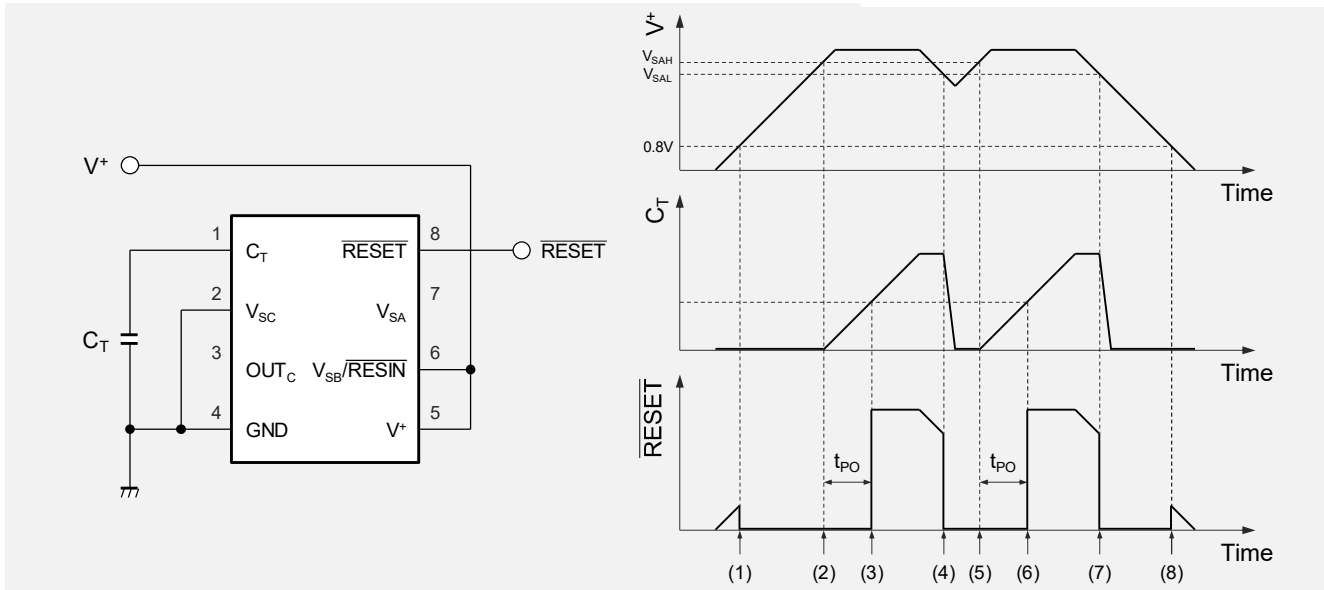 V⁺
C_T
1
C_T
2
V_SC
3
OUT_C
4
GND
RESET
8
RESET
V_SA
7
V_SB/RESIN
6
V⁺
5
V⁺
V_SAH
V_SAL
0.8V
Time
C_T
Time
RESET
t_PO
t_PO
Time
(1)
(2)
(3)
(4)
(5)
(6)
(7)
(8)